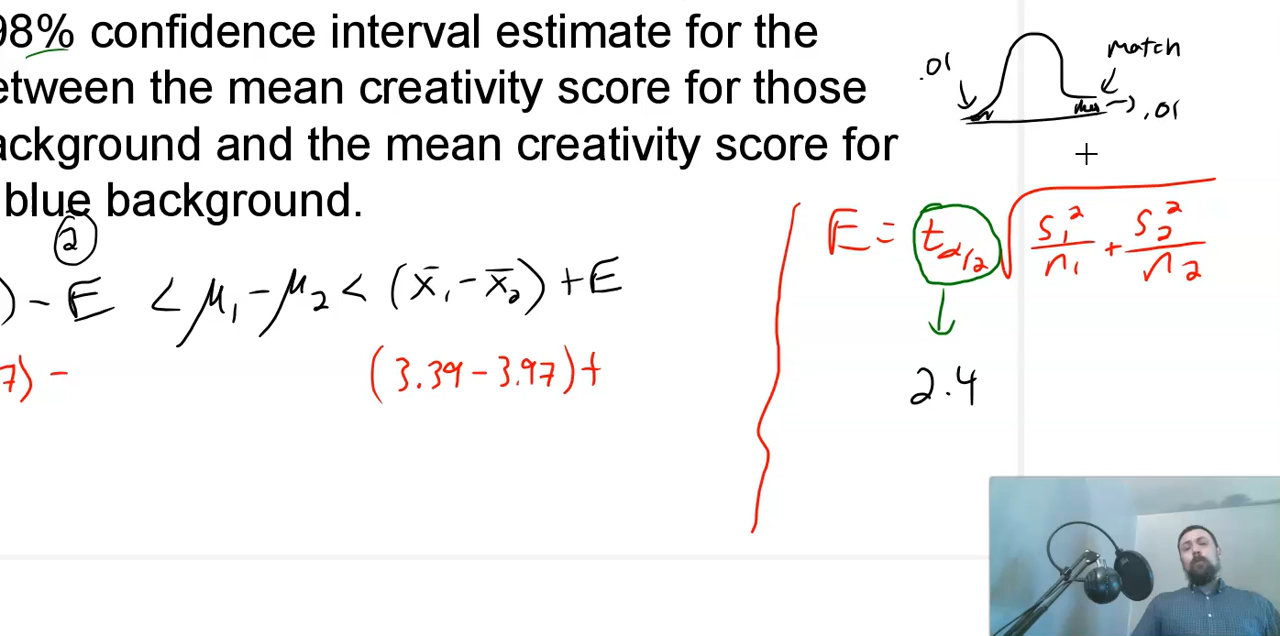 98% confidence interval estimate for the
etween the mean creativity score for those
ackground and the mean creativity score for
blue background.
.01
match
→ .01
+
2
) - E < μ₁ - μ₂ < (x̄₁ - x̄₂) + E
7) - (3.39 - 3.97) +
E = t α/2 √ s₁²/n₁ + s₂²/n₂
2.4